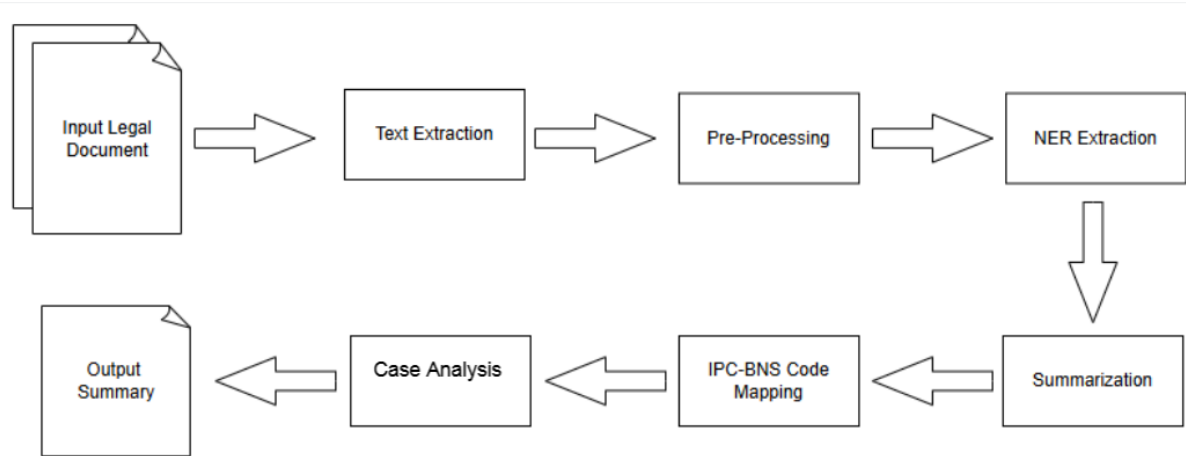 Input Legal
Document
Text Extraction
Pre-Processing
NER Extraction
Summarization
IPC-BNS Code
Mapping
Case Analysis
Output
Summary